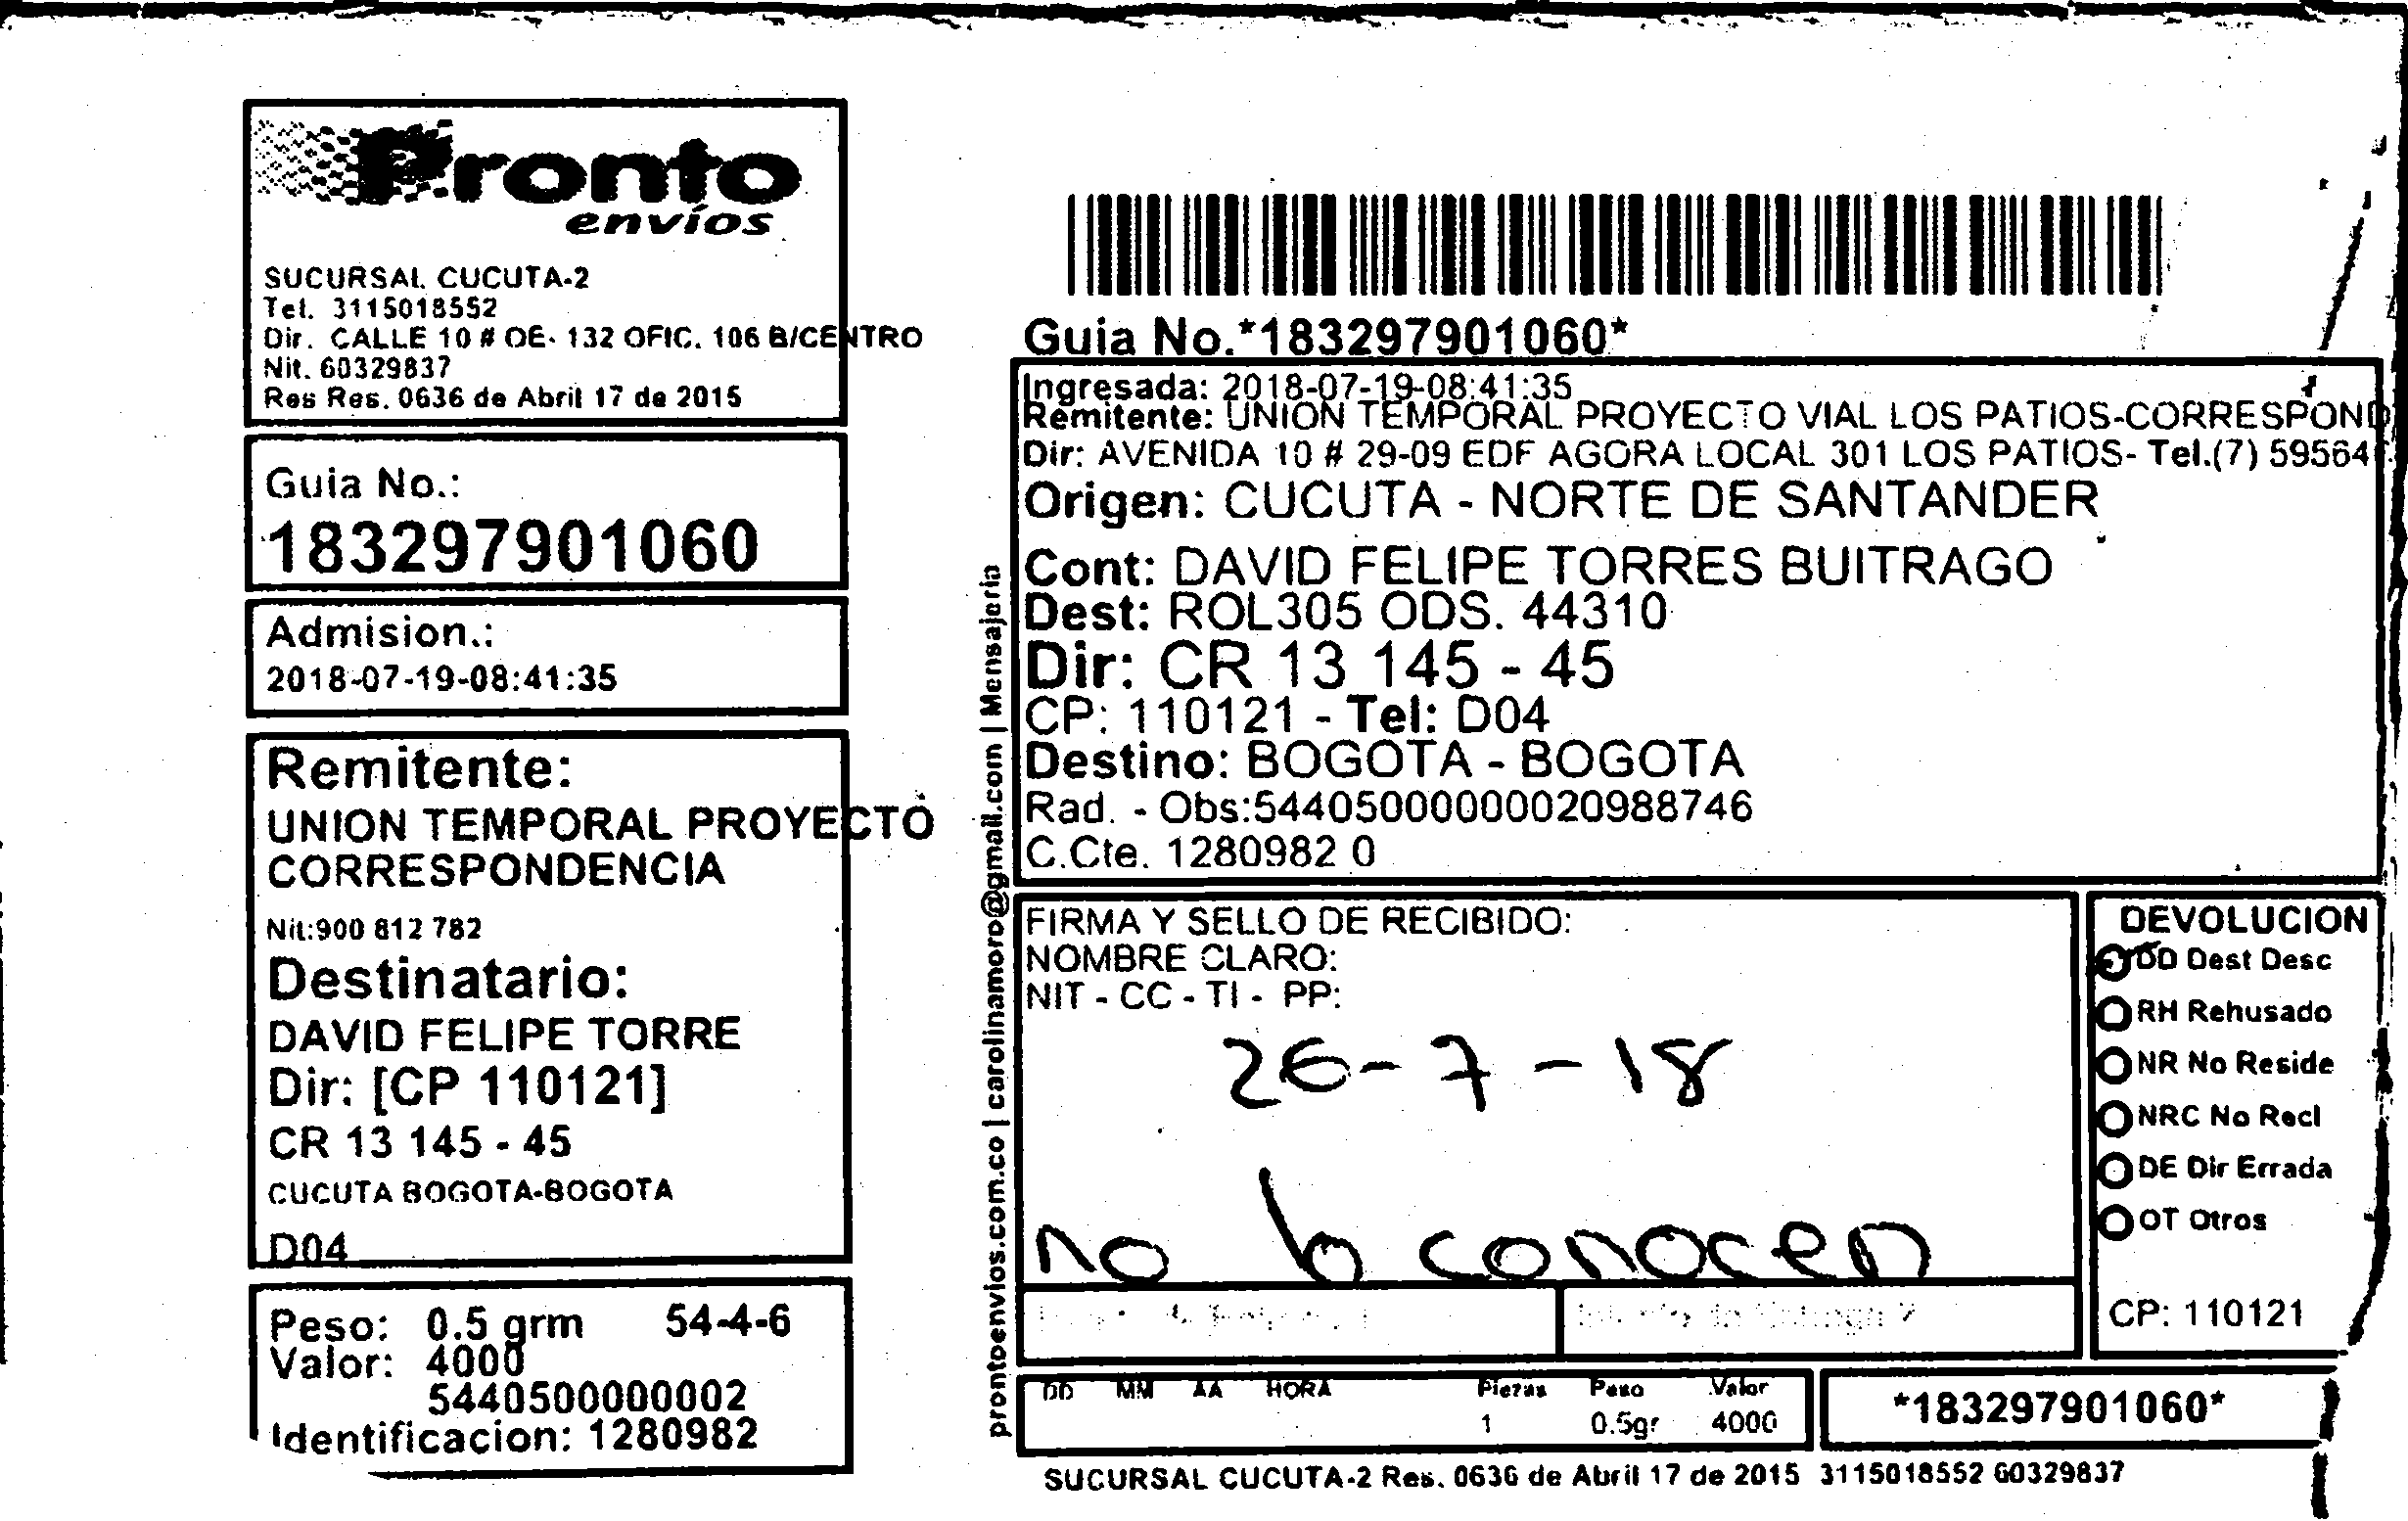 Pronto
envíos
SUCURSAL CUCUTA-2
Tel. 3115018552
Dir. CALLE 10 # OE- 132 OFIC. 106 B/CENTRO
Nit. 60329837
Res Res. 0636 de Abril 17 de 2015
Guia No.:
183297901060
Admision.:
2018-07-19-08:41:35
Remitente:
UNION TEMPORAL PROYECTO
CORRESPONDENCIA
Nit:900 812 782
Destinatario:
DAVID FELIPE TORRE
Dir: [CP 110121]
CR 13 145 - 45
CUCUTA BOGOTA-BOGOTA
D04
Peso: 0.5 grm 54-4-6
Valor: 4000
5440500000002
Identificacion: 1280982
prontoenvios.com.co | carolinamoro@gmail.com | Mensajeria
Guia No.*183297901060*
Ingresada: 2018-07-19-08:41:35
Remitente: UNION TEMPORAL PROYECTO VIAL LOS PATIOS-CORRESPOND
Dir: AVENIDA 10 # 29-09 EDF AGORA LOCAL 301 LOS PATIOS- Tel.(7) 59564
Origen: CUCUTA - NORTE DE SANTANDER
Cont: DAVID FELIPE TORRES BUITRAGO
Dest: ROL305 ODS. 44310
Dir: CR 13 145 - 45
CP: 110121 - Tel: D04
Destino: BOGOTA - BOGOTA
Rad. - Obs:544050000000020988746
C.Cte. 1280982 0
FIRMA Y SELLO DE RECIBIDO:
NOMBRE CLARO:
NIT - CC - TI - PP:
26-7-18
no lo conocen
DEVOLUCION
DD Dest Desc
RH Rehusado
NR No Reside
NRC No Recl
DE Dir Errada
OT Otros
CP: 110121
DD MM AA HORA Piezas Peso Valor
1 0.5gr 4000
*183297901060*
SUCURSAL CUCUTA-2 Res. 0636 de Abril 17 de 2015 3115018552 60329837